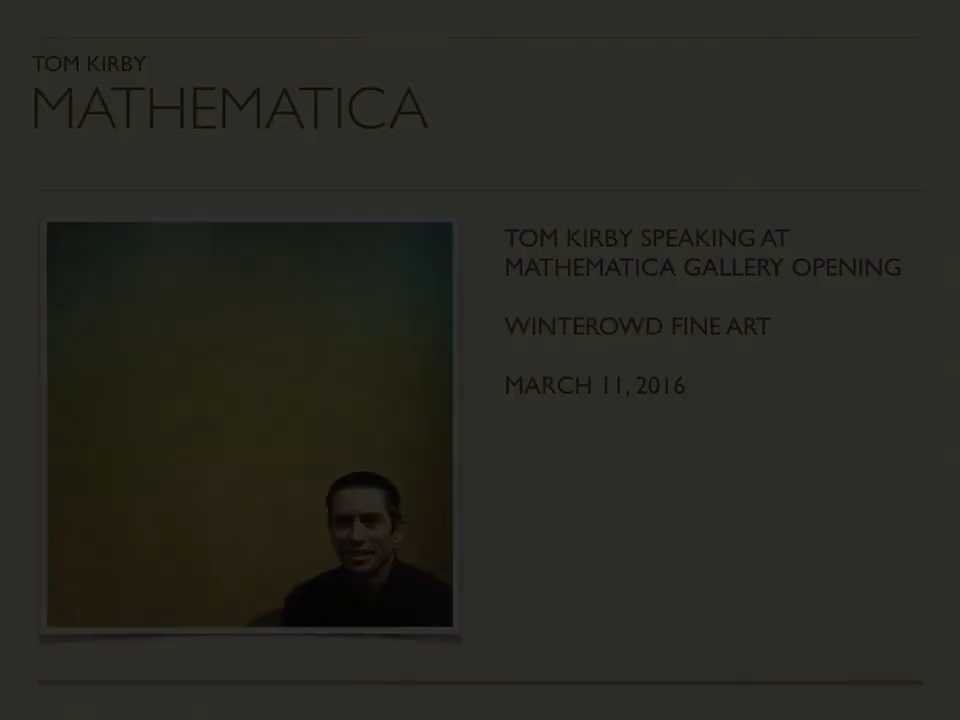 TOM KIRBY
MATHEMATICA
TOM KIRBY SPEAKING AT
MATHEMATICA GALLERY OPENING
WINTEROWD FINE ART
MARCH 11, 2016